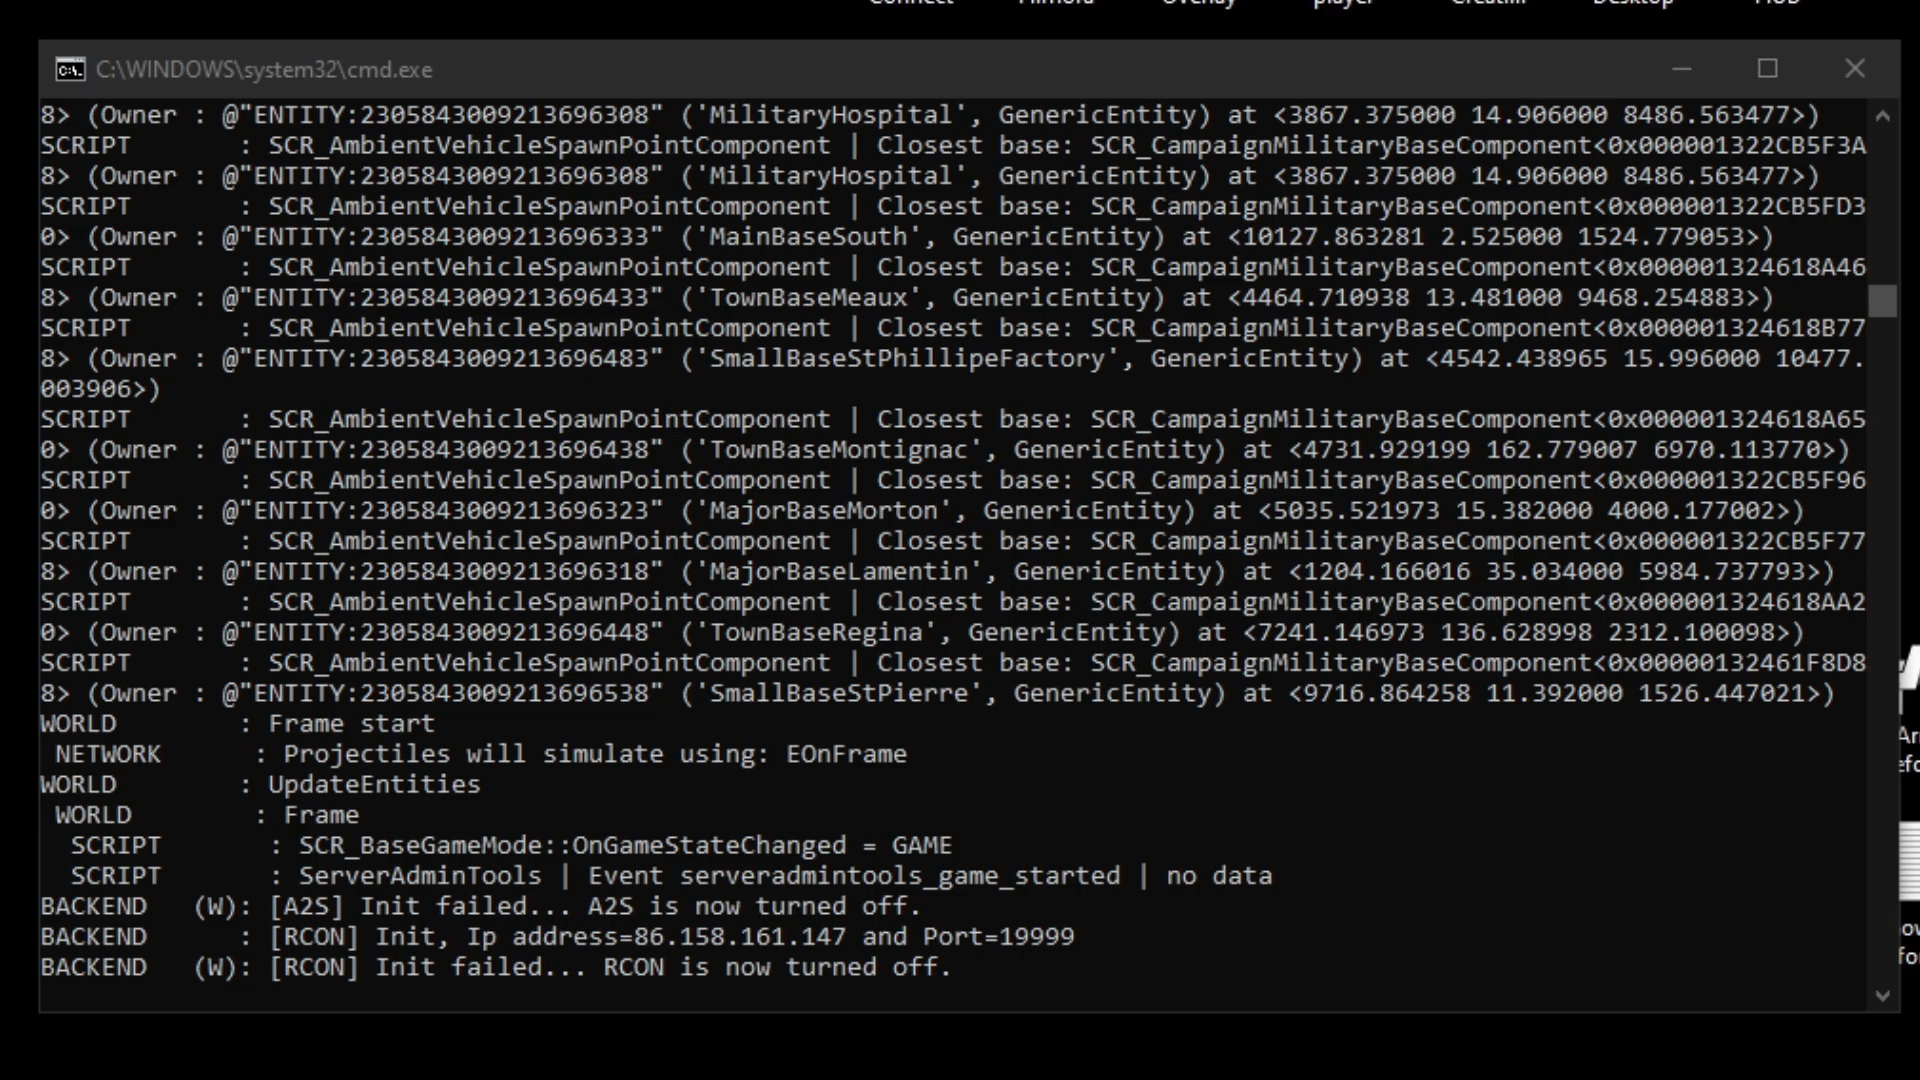 Connect Filmora Overlay player Desktop MOD
C:\WINDOWS\system32\cmd.exe
8> (Owner : @"ENTITY:2305843009213696308" ('MilitaryHospital', GenericEntity) at <3867.375000 14.906000 8486.563477>)
SCRIPT       : SCR_AmbientVehicleSpawnPointComponent | Closest base: SCR_CampaignMilitaryBaseComponent<0x000001322CB5F3A
8> (Owner : @"ENTITY:2305843009213696308" ('MilitaryHospital', GenericEntity) at <3867.375000 14.906000 8486.563477>)
SCRIPT       : SCR_AmbientVehicleSpawnPointComponent | Closest base: SCR_CampaignMilitaryBaseComponent<0x000001322CB5FD3
0> (Owner : @"ENTITY:2305843009213696333" ('MainBaseSouth', GenericEntity) at <10127.863281 2.525000 1524.779053>)
SCRIPT       : SCR_AmbientVehicleSpawnPointComponent | Closest base: SCR_CampaignMilitaryBaseComponent<0x000001324618A46
8> (Owner : @"ENTITY:2305843009213696433" ('TownBaseMeaux', GenericEntity) at <4464.710938 13.481000 9468.254883>)
SCRIPT       : SCR_AmbientVehicleSpawnPointComponent | Closest base: SCR_CampaignMilitaryBaseComponent<0x000001324618B77
8> (Owner : @"ENTITY:2305843009213696483" ('SmallBaseStPhillipeFactory', GenericEntity) at <4542.438965 15.996000 10477.
003906>)
SCRIPT       : SCR_AmbientVehicleSpawnPointComponent | Closest base: SCR_CampaignMilitaryBaseComponent<0x000001324618A65
0> (Owner : @"ENTITY:2305843009213696438" ('TownBaseMontignac', GenericEntity) at <4731.929199 162.779007 6970.113770>)
SCRIPT       : SCR_AmbientVehicleSpawnPointComponent | Closest base: SCR_CampaignMilitaryBaseComponent<0x000001322CB5F96
0> (Owner : @"ENTITY:2305843009213696323" ('MajorBaseMorton', GenericEntity) at <5035.521973 15.382000 4000.177002>)
SCRIPT       : SCR_AmbientVehicleSpawnPointComponent | Closest base: SCR_CampaignMilitaryBaseComponent<0x000001322CB5F77
8> (Owner : @"ENTITY:2305843009213696318" ('MajorBaseLamentin', GenericEntity) at <1204.166016 35.034000 5984.737793>)
SCRIPT       : SCR_AmbientVehicleSpawnPointComponent | Closest base: SCR_CampaignMilitaryBaseComponent<0x000001324618AA2
0> (Owner : @"ENTITY:2305843009213696448" ('TownBaseRegina', GenericEntity) at <7241.146973 136.628998 2312.100098>)
SCRIPT       : SCR_AmbientVehicleSpawnPointComponent | Closest base: SCR_CampaignMilitaryBaseComponent<0x00000132461F8D8
8> (Owner : @"ENTITY:2305843009213696538" ('SmallBaseStPierre', GenericEntity) at <9716.864258 11.392000 1526.447021>)
WORLD        : Frame start
 NETWORK      : Projectiles will simulate using: EOnFrame
WORLD        : UpdateEntities
 WORLD        : Frame
  SCRIPT       : SCR_BaseGameMode::OnGameStateChanged = GAME
  SCRIPT       : ServerAdminTools | Event serveradmintools_game_started | no data
BACKEND   (W): [A2S] Init failed... A2S is now turned off.
BACKEND      : [RCON] Init, Ip address=86.158.161.147 and Port=19999
BACKEND   (W): [RCON] Init failed... RCON is now turned off.